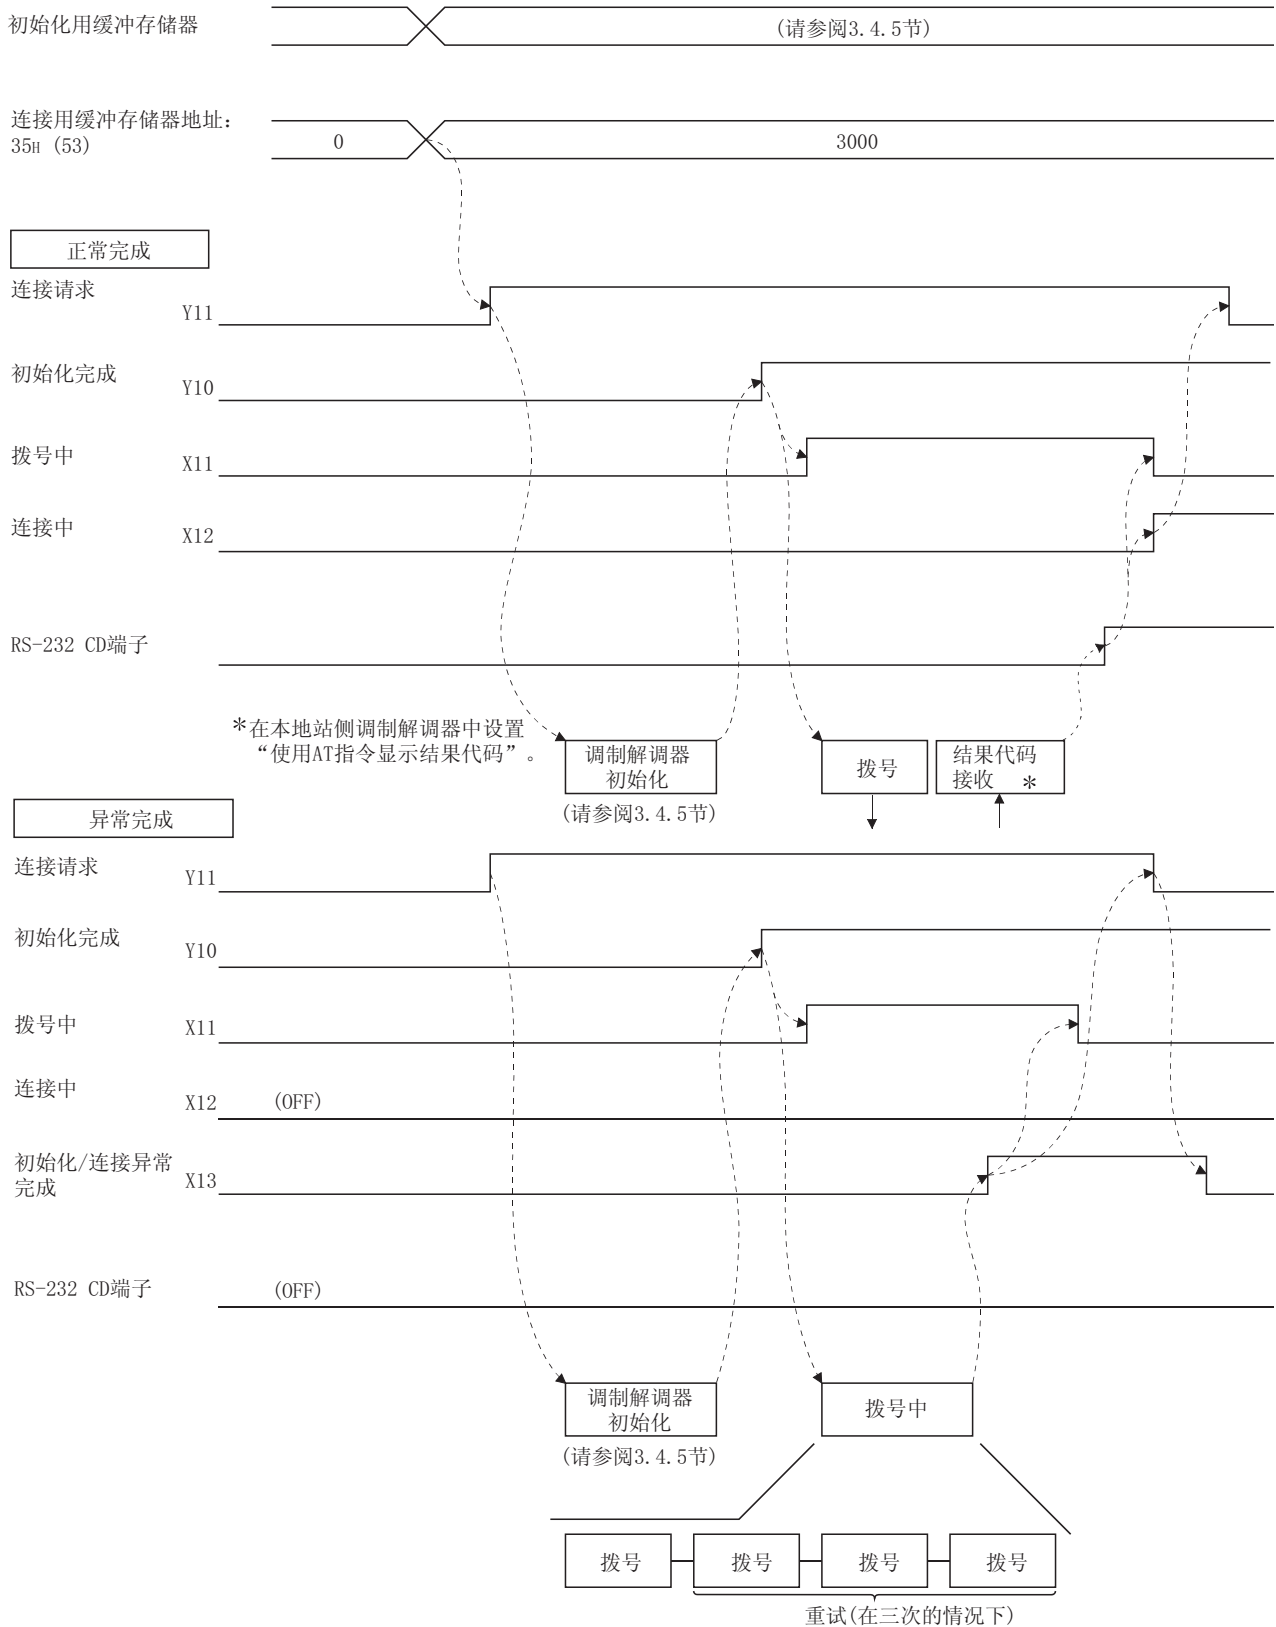 初始化用缓冲存储器
(请参阅3.4.5节)
连接用缓冲存储器地址：
35H (53)
0
3000
正常完成
连接请求
Y11
初始化完成
Y10
拨号中
X11
连接中
X12
RS-232 CD端子
*在本地站侧调制解调器中设置
“使用AT指令显示结果代码”。
调制解调器
初始化
(请参阅3.4.5节)
拨号
结果代码
接收 *
异常完成
连接请求
Y11
初始化完成
Y10
拨号中
X11
连接中
X12
(OFF)
初始化/连接异常
完成
X13
RS-232 CD端子
(OFF)
调制解调器
初始化
(请参阅3.4.5节)
拨号中
拨号
拨号
拨号
拨号
重试(在三次的情况下)